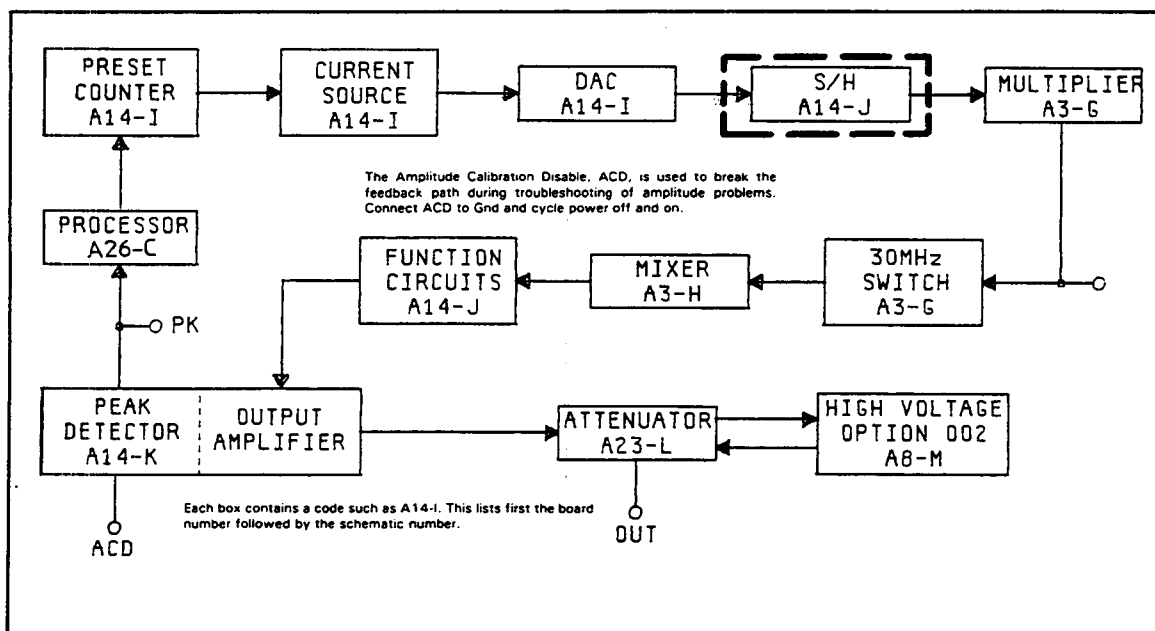 PRESET
COUNTER
A14-I
CURRENT
SOURCE
A14-I
DAC
A14-I
S/H
A14-J
MULTIPLIER
A3-G
The Amplitude Calibration Disable, ACD, is used to break the
feedback path during troubleshooting of amplitude problems.
Connect ACD to Gnd and cycle power off and on.
PROCESSOR
A26-C
FUNCTION
CIRCUITS
A14-J
MIXER
A3-H
30MHz
SWITCH
A3-G
PK
PEAK
DETECTOR
A14-K
OUTPUT
AMPLIFIER
ATTENUATOR
A23-L
HIGH VOLTAGE
OPTION 002
A8-M
Each box contains a code such as A14-I. This lists first the board
number followed by the schematic number.
ACD
OUT